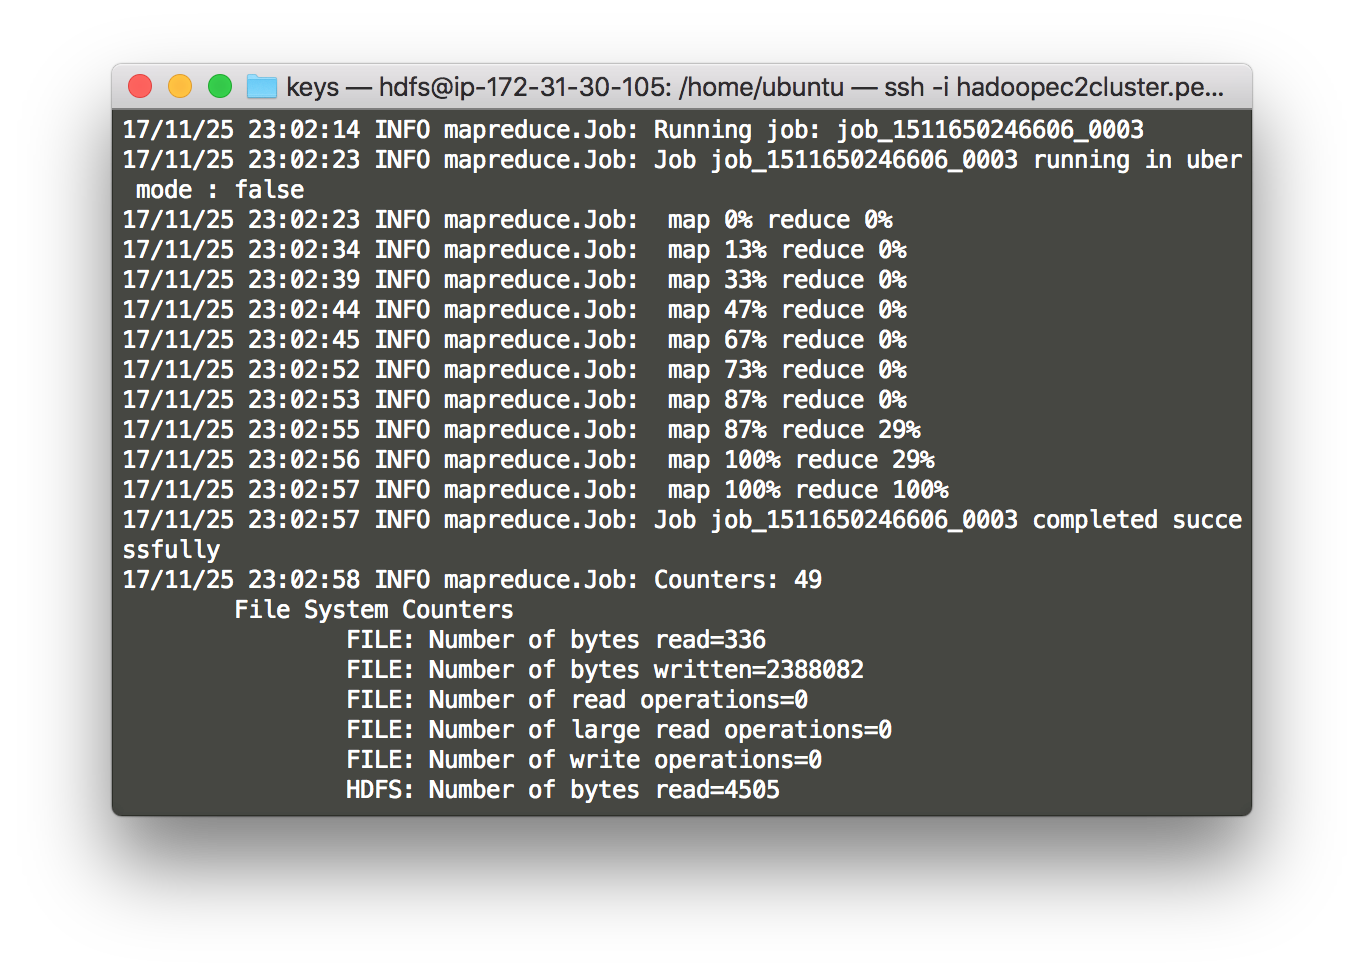 keys — hdfs@ip-172-31-30-105: /home/ubuntu — ssh -i hadoopec2cluster.pe...
17/11/25 23:02:14 INFO mapreduce.Job: Running job: job_1511650246606_0003
17/11/25 23:02:23 INFO mapreduce.Job: Job job_1511650246606_0003 running in uber
mode : false
17/11/25 23:02:23 INFO mapreduce.Job:  map 0% reduce 0%
17/11/25 23:02:34 INFO mapreduce.Job:  map 13% reduce 0%
17/11/25 23:02:39 INFO mapreduce.Job:  map 33% reduce 0%
17/11/25 23:02:44 INFO mapreduce.Job:  map 47% reduce 0%
17/11/25 23:02:45 INFO mapreduce.Job:  map 67% reduce 0%
17/11/25 23:02:52 INFO mapreduce.Job:  map 73% reduce 0%
17/11/25 23:02:53 INFO mapreduce.Job:  map 87% reduce 0%
17/11/25 23:02:55 INFO mapreduce.Job:  map 87% reduce 29%
17/11/25 23:02:56 INFO mapreduce.Job:  map 100% reduce 29%
17/11/25 23:02:57 INFO mapreduce.Job:  map 100% reduce 100%
17/11/25 23:02:57 INFO mapreduce.Job: Job job_1511650246606_0003 completed succe
ssfully
17/11/25 23:02:58 INFO mapreduce.Job: Counters: 49
File System Counters
FILE: Number of bytes read=336
FILE: Number of bytes written=2388082
FILE: Number of read operations=0
FILE: Number of large read operations=0
FILE: Number of write operations=0
HDFS: Number of bytes read=4505